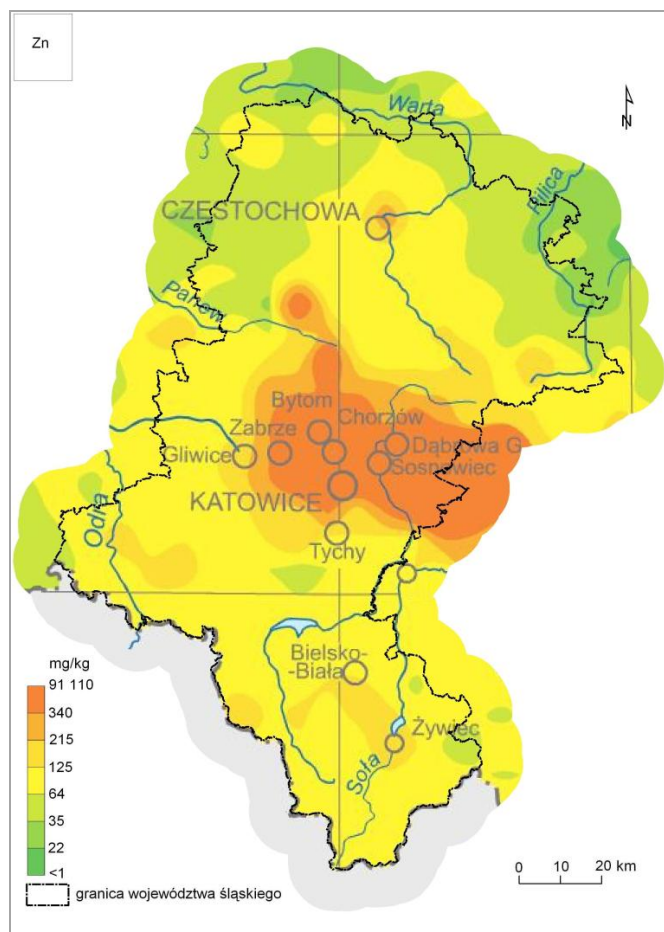 Zn
N
Warta
Pilica
CZĘSTOCHOWA
Panew
Bytom
Chorzów
Zabrze
Dąbrowa G
Gliwice
Sosnowiec
KATOWICE
Odra
Tychy
Bielsko-
-Biała
mg/kg
91 110
340
215
125
64
35
22
<1
Żywiec
Soła
granica województwa śląskiego
0 10 20 km